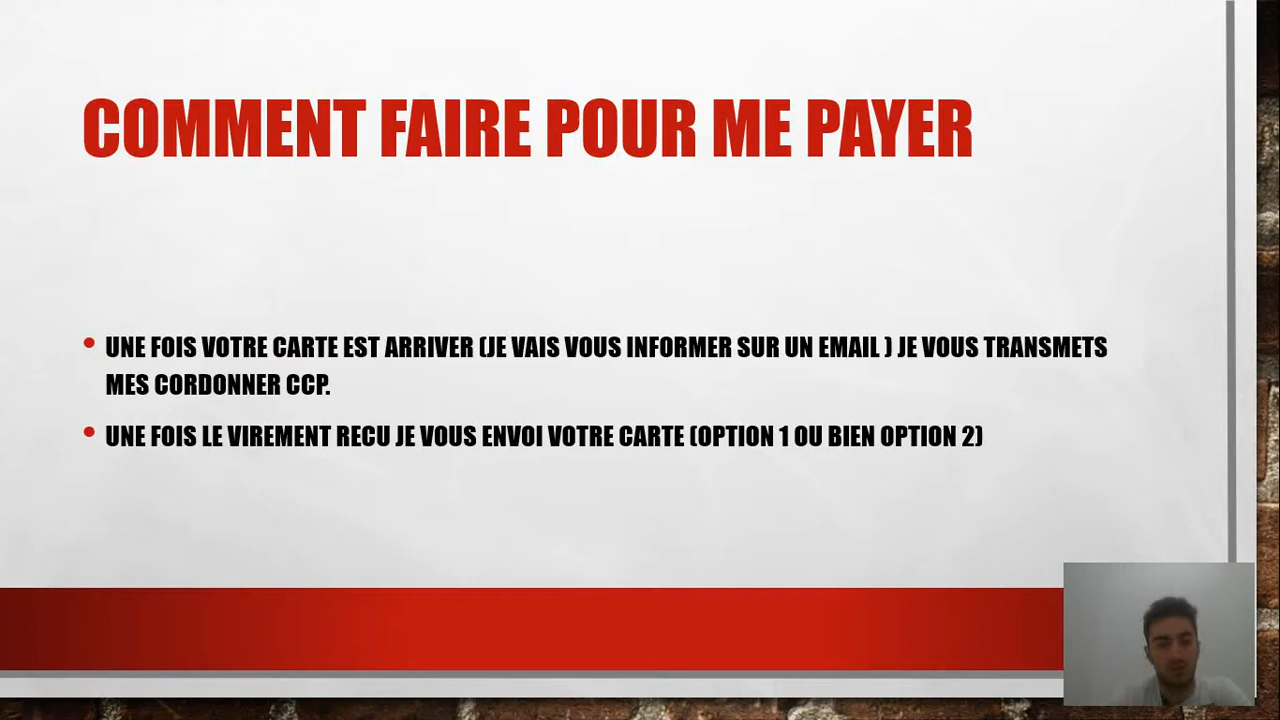 COMMENT FAIRE POUR ME PAYER
• UNE FOIS VOTRE CARTE EST ARRIVER (JE VAIS VOUS INFORMER SUR UN EMAIL ) JE VOUS TRANSMETS
MES CORDONNER CCP.
• UNE FOIS LE VIREMENT RECU JE VOUS ENVOI VOTRE CARTE (OPTION 1 OU BIEN OPTION 2)